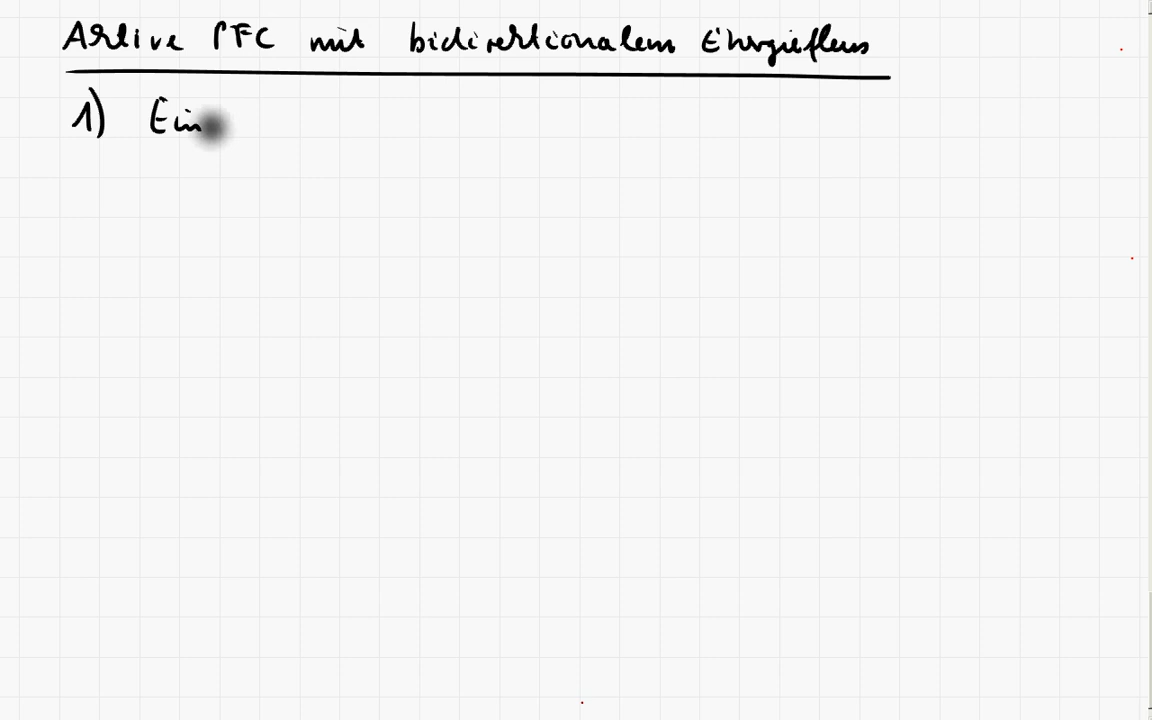 Aktive PFC mit bidirektionalem Energiefluss
1) Ein